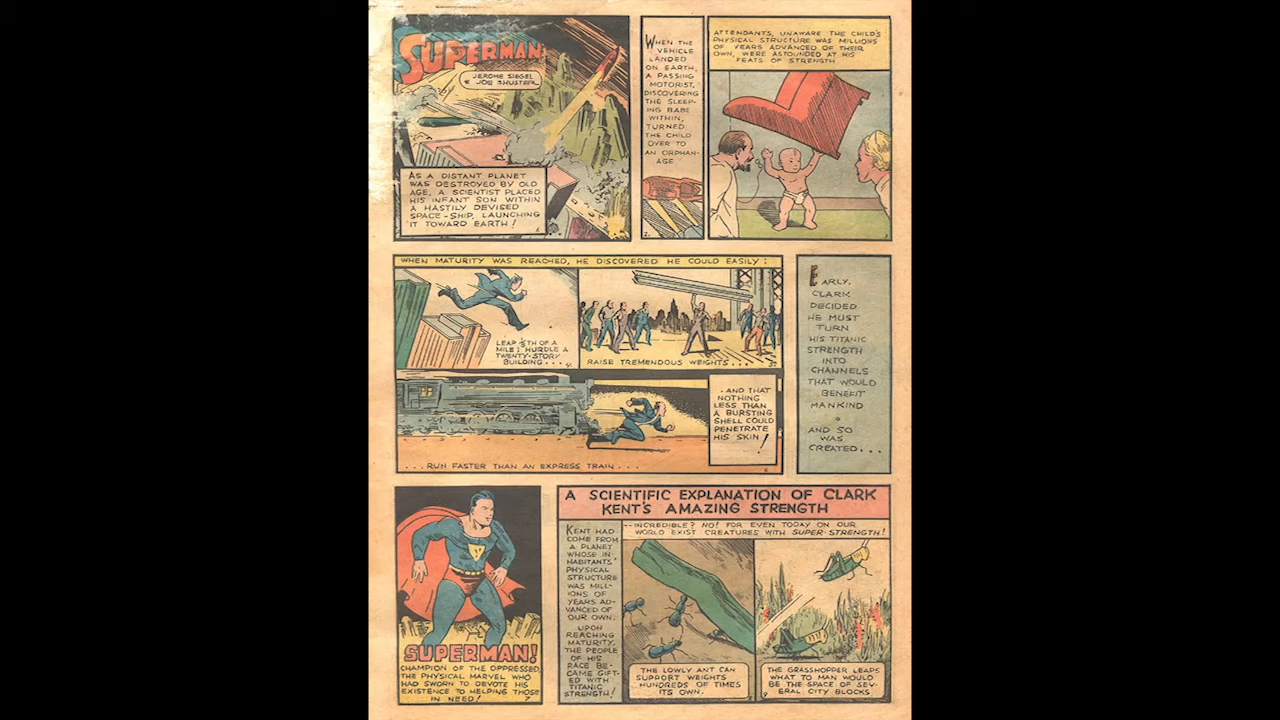 SUPERMAN
JEROME SIEGEL
& JOE SHUSTER
AS A DISTANT PLANET
WAS DESTROYED BY OLD
AGE, A SCIENTIST PLACED
HIS INFANT SON WITHIN
A HASTILY DEVISED
SPACE-SHIP, LAUNCHING
IT TOWARD EARTH!
WHEN THE
VEHICLE
LANDED
ON EARTH,
A PASSING
MOTORIST,
DISCOVERING
THE SLEEP-
ING BABE
WITHIN,
TURNED
THE CHILD
OVER TO
AN ORPHAN-
AGE
2
ATTENDANTS, UNAWARE THE CHILD'S
PHYSICAL STRUCTURE WAS MILLIONS
OF YEARS ADVANCED OF THEIR
OWN, WERE ASTOUNDED AT HIS
FEATS OF STRENGTH
WHEN MATURITY WAS REACHED, HE DISCOVERED HE COULD EASILY:
LEAP ⅛TH OF A
MILE; HURDLE A
TWENTY-STORY
BUILDING...
4.
RAISE TREMENDOUS WEIGHTS...
5.
...RUN FASTER THAN AN EXPRESS TRAIN...
..AND THAT
NOTHING
LESS THAN
A BURSTING
SHELL COULD
PENETRATE
HIS SKIN!
6
EARLY,
CLARK
DECIDED
HE MUST
TURN
HIS TITANIC
STRENGTH
INTO
CHANNELS
THAT WOULD
BENEFIT
MANKIND
AND SO
WAS
CREATED...
SUPERMAN!
CHAMPION OF THE OPPRESSED,
THE PHYSICAL MARVEL WHO
HAD SWORN TO DEVOTE HIS
EXISTENCE TO HELPING THOSE
IN NEED!
7
A SCIENTIFIC EXPLANATION OF CLARK
KENT'S AMAZING STRENGTH
KENT HAD
COME FROM
A PLANET
WHOSE IN-
HABITANTS'
PHYSICAL
STRUCTURE
WAS MILL-
IONS OF
YEARS AD-
VANCED OF
OUR OWN.
UPON
REACHING
MATURITY,
THE PEOPLE
OF HIS
RACE BE-
CAME GIFT-
ED WITH
TITANIC
STRENGTH!
--INCREDIBLE? NO! FOR EVEN TODAY ON OUR
WORLD EXIST CREATURES WITH SUPER-STRENGTH!
THE LOWLY ANT CAN
SUPPORT WEIGHTS
HUNDREDS OF TIMES
ITS OWN.
8
THE GRASSHOPPER LEAPS
WHAT TO MAN WOULD
BE THE SPACE OF SEV-
ERAL CITY BLOCKS
9